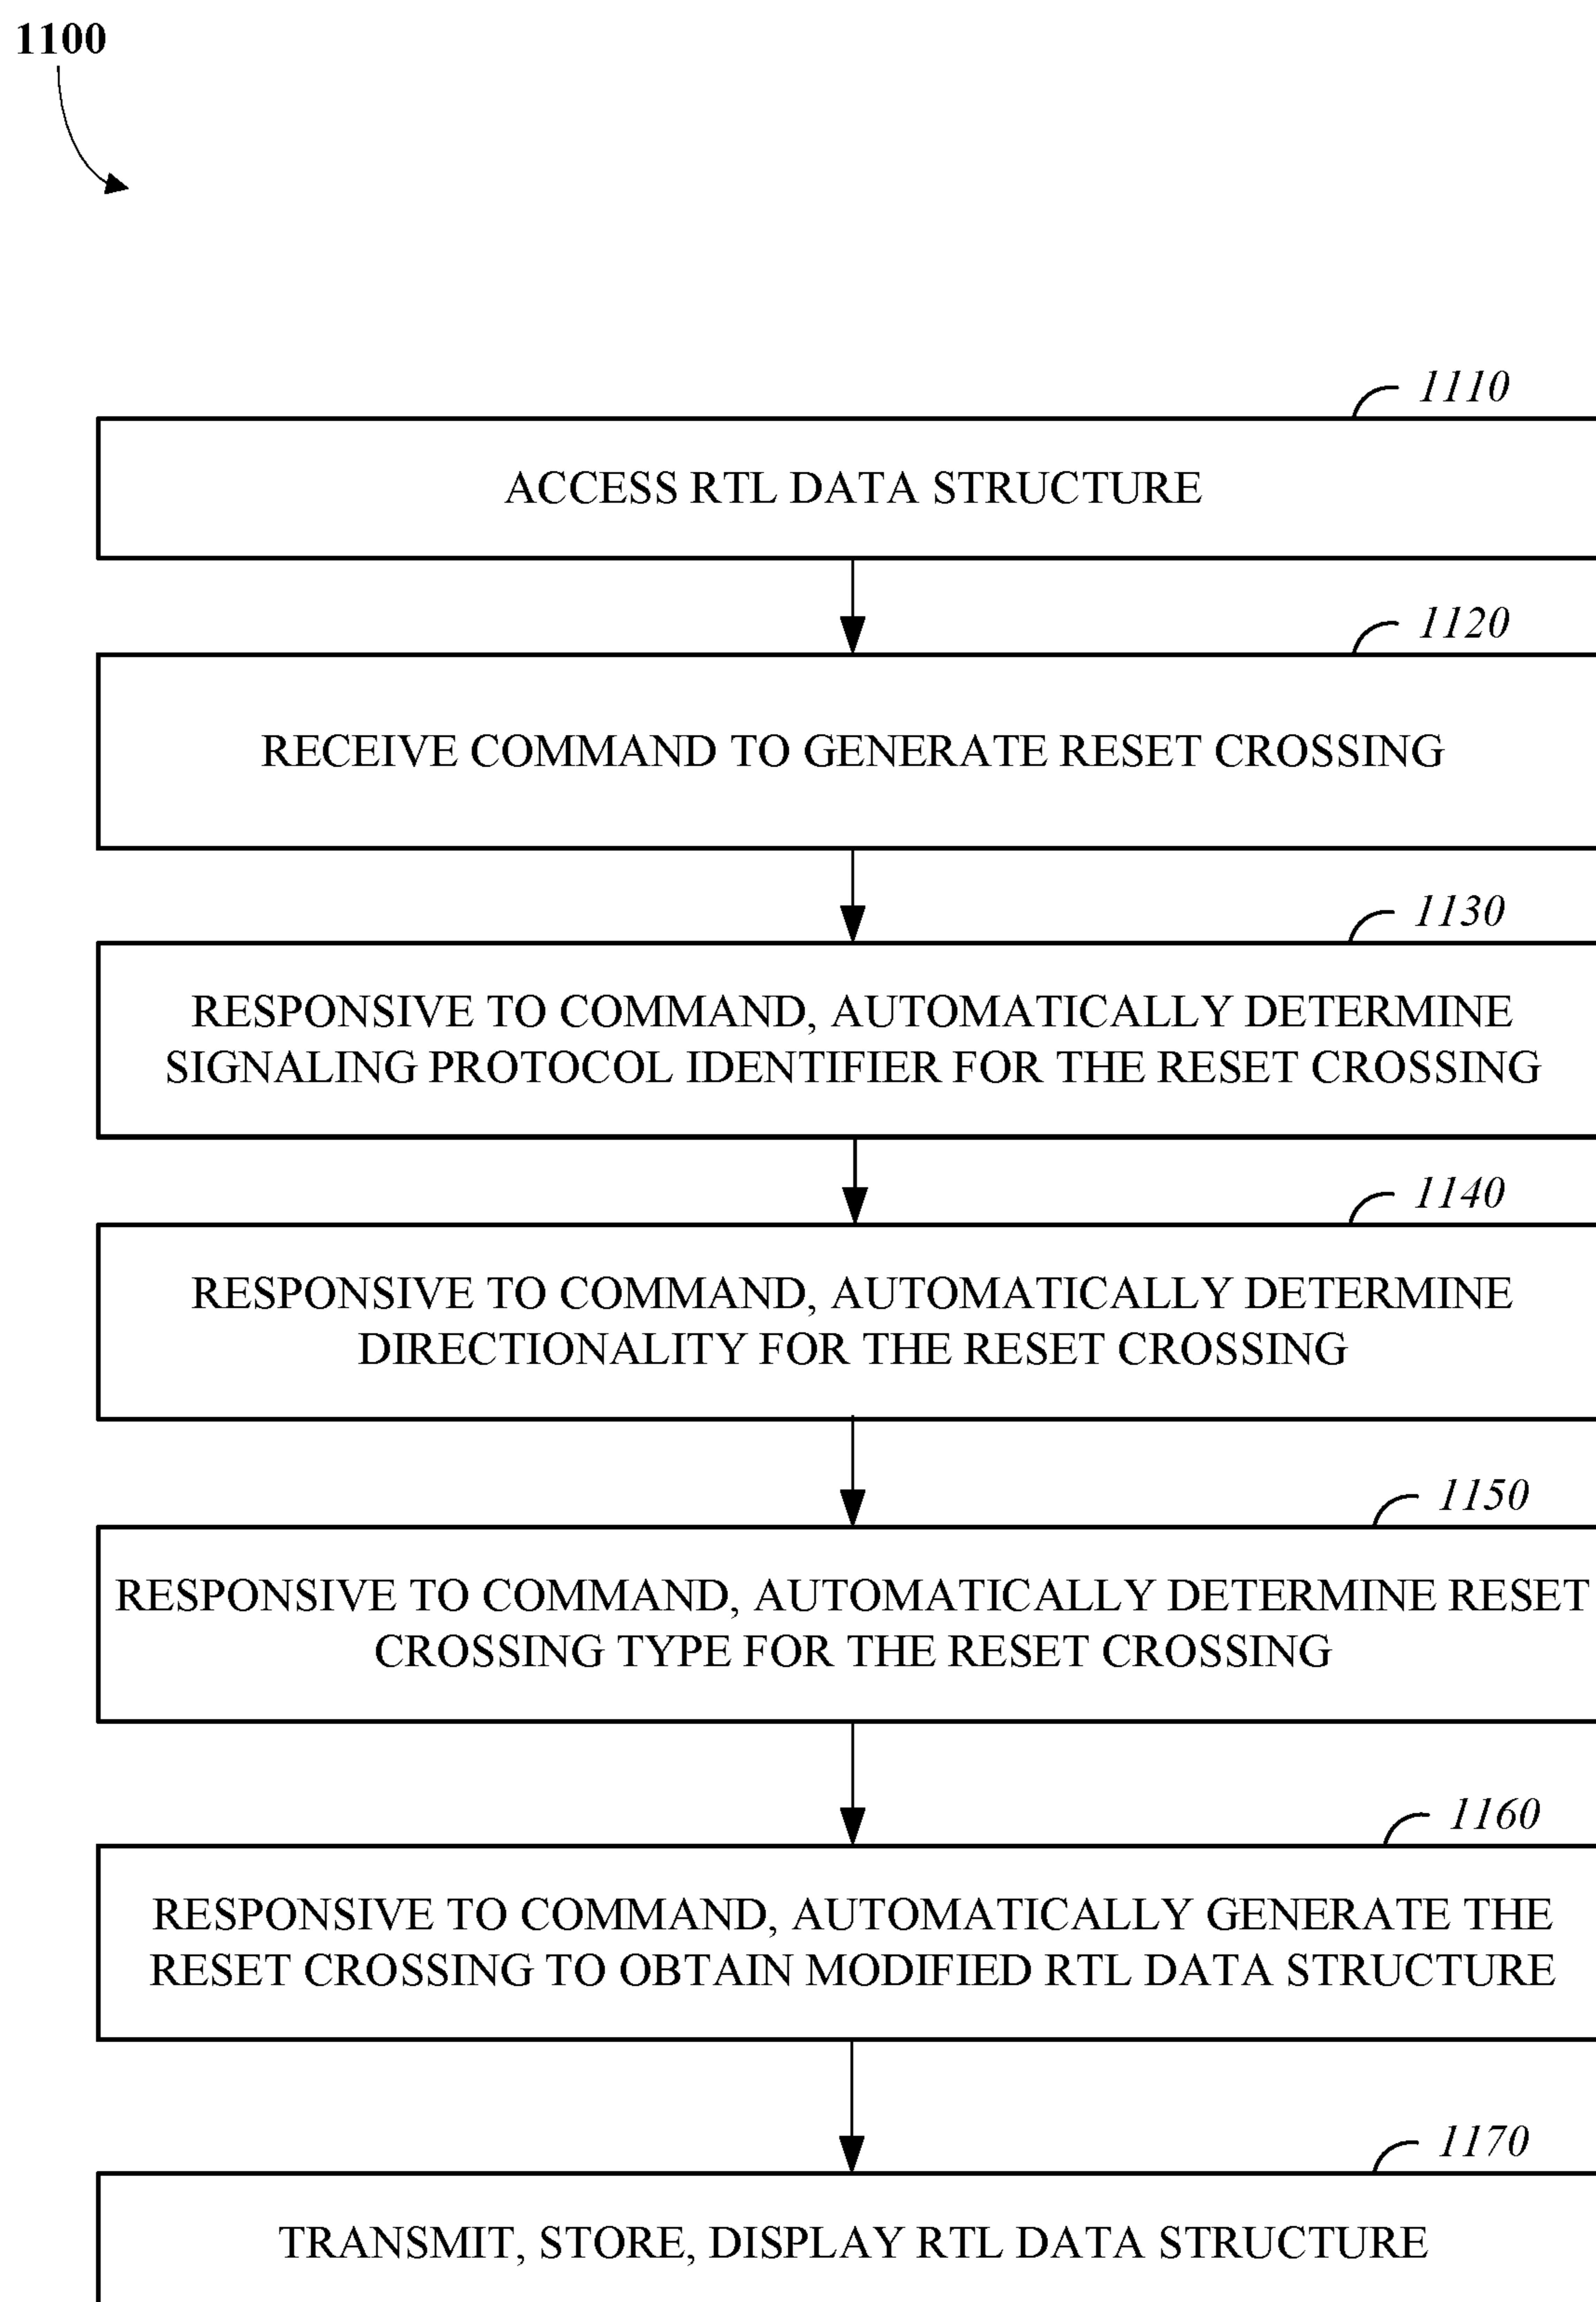 1100
1110
ACCESS RTL DATA STRUCTURE
1120
RECEIVE COMMAND TO GENERATE RESET CROSSING
1130
RESPONSIVE TO COMMAND, AUTOMATICALLY DETERMINE
SIGNALING PROTOCOL IDENTIFIER FOR THE RESET CROSSING
1140
RESPONSIVE TO COMMAND, AUTOMATICALLY DETERMINE
DIRECTIONALITY FOR THE RESET CROSSING
1150
RESPONSIVE TO COMMAND, AUTOMATICALLY DETERMINE RESET
CROSSING TYPE FOR THE RESET CROSSING
1160
RESPONSIVE TO COMMAND, AUTOMATICALLY GENERATE THE
RESET CROSSING TO OBTAIN MODIFIED RTL DATA STRUCTURE
1170
TRANSMIT, STORE, DISPLAY RTL DATA STRUCTURE